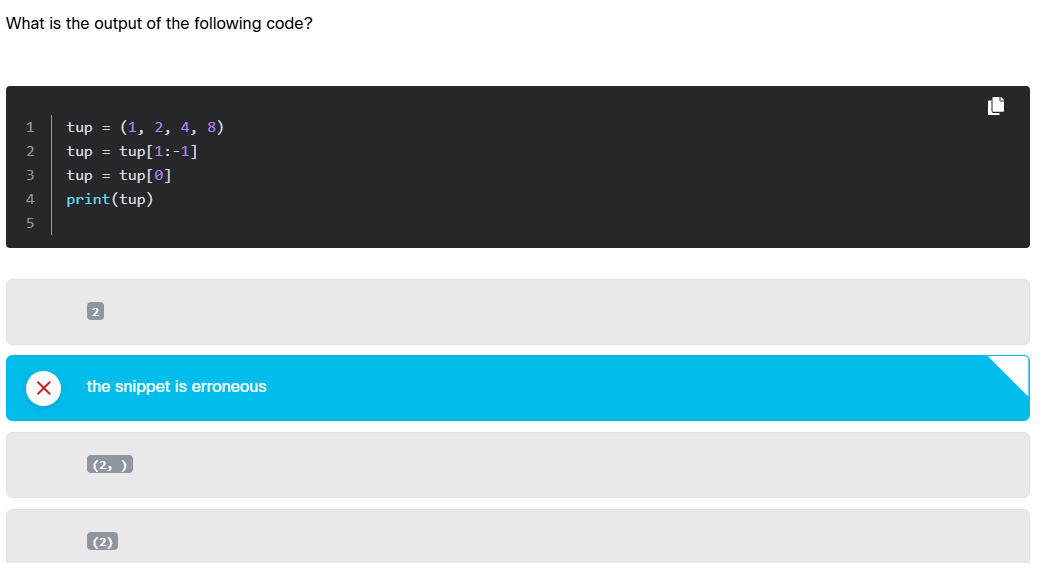 What is the output of the following code?
1 tup = (1, 2, 4, 8)
2 tup = tup[1:-1]
3 tup = tup[0]
4 print(tup)
5
2
the snippet is erroneous
(2, )
(2)